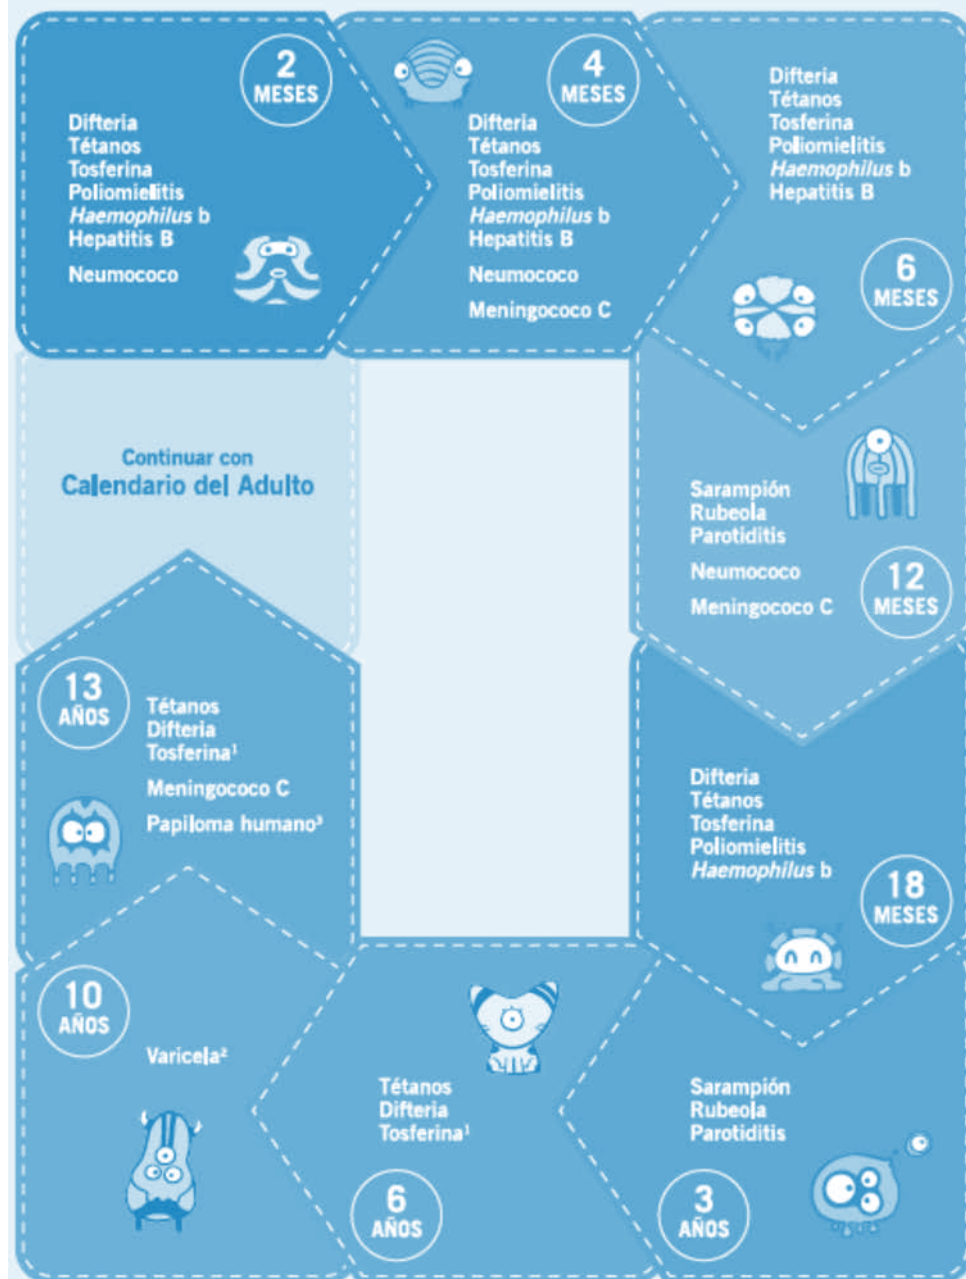 2
MESES
Difteria
Tétanos
Tosferina
Poliomielitis
Haemophilus b
Hepatitis B
Neumococo
4
MESES
Difteria
Tétanos
Tosferina
Poliomielitis
Haemophilus b
Hepatitis B
Neumococo
Meningococo C
Difteria
Tétanos
Tosferina
Poliomielitis
Haemophilus b
Hepatitis B
6
MESES
Sarampión
Rubeola
Parotiditis
Neumococo
Meningococo C
12
MESES
Difteria
Tétanos
Tosferina
Poliomielitis
Haemophilus b
18
MESES
Sarampión
Rubeola
Parotiditis
3
AÑOS
Tétanos
Difteria
Tosferina¹
6
AÑOS
10
AÑOS
Varicela²
13
AÑOS
Tétanos
Difteria
Tosferina¹
Meningococo C
Papiloma humano³
Continuar con
Calendario del Adulto